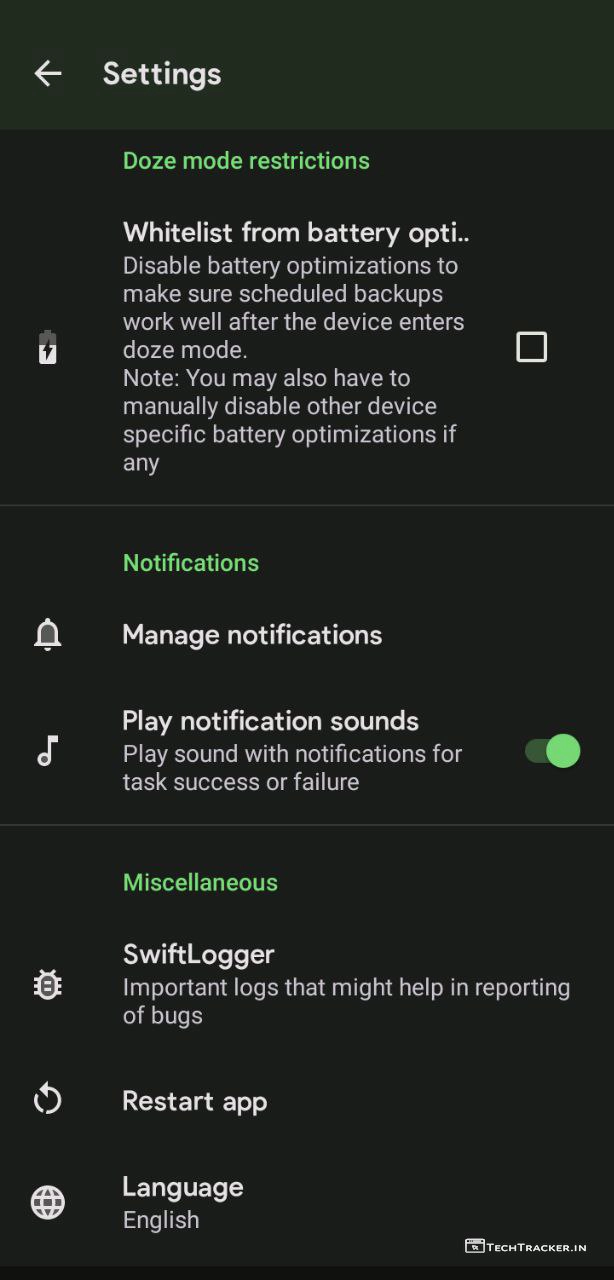 Settings
Doze mode restrictions
Whitelist from battery opti..
Disable battery optimizations to
make sure scheduled backups
work well after the device enters
doze mode.
Note: You may also have to
manually disable other device
specific battery optimizations if
any
Notifications
Manage notifications
Play notification sounds
Play sound with notifications for
task success or failure
Miscellaneous
SwiftLogger
Important logs that might help in reporting
of bugs
Restart app
Language
English
TECHTRACKER.IN